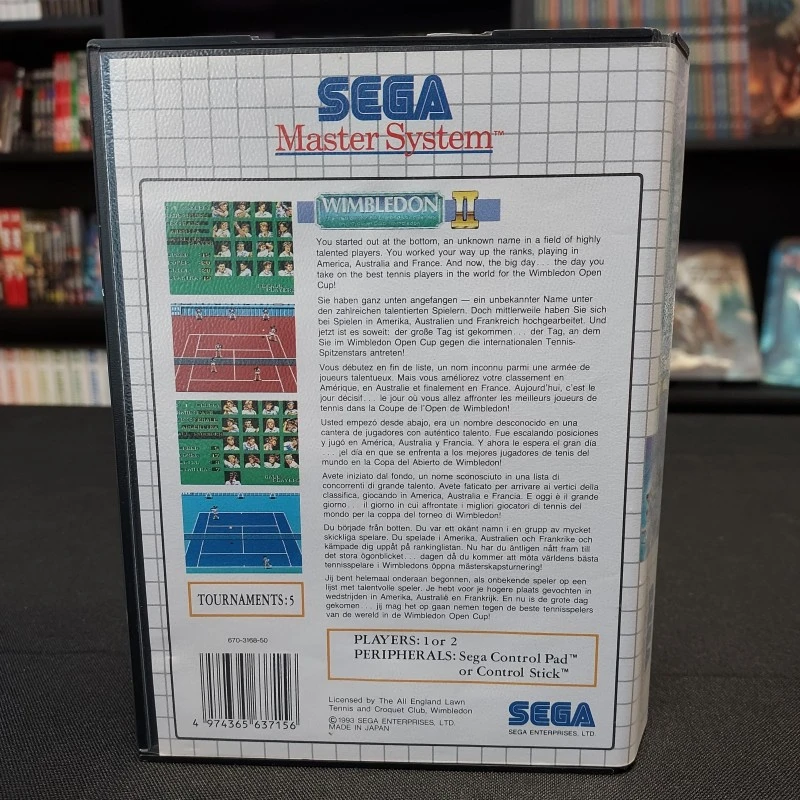 SEGA
Master System™
WIMBLEDON II
You started out at the bottom, an unknown name in a field of highly
talented players. You worked your way up the ranks, playing in
America, Australia and France. And now, the big day... the day you
take on the best tennis players in the world for the Wimbledon Open
Cup!
Sie haben ganz unten angefangen — ein unbekannter Name unter
den zahlreichen talentierten Spielern. Doch mittlerweile haben Sie sich
bei Spielen in Amerika, Australien und Frankreich hochgearbeitet. Und
jetzt ist es soweit: der große Tag ist gekommen... der Tag, an dem
Sie im Wimbledon Open Cup gegen die internationalen Tennis-
Spitzenstars antreten!
Vous débutez en fin de liste, un nom inconnu parmi une armée de
joueurs talentueux. Mais vous améliorez votre classement en
Amérique, en Australie et finalement en France. Aujourd'hui, c'est le
jour décisif... le jour où vous allez affronter les meilleurs joueurs de
tennis dans la Coupe de l'Open de Wimbledon!
Usted empezó desde abajo, era un nombre desconocido en una
cantera de jugadores con auténtico talento. Fue escalando posiciones
y jugó en América, Australia y Francia. Y ahora le espera el gran día
... ¡el día en que se enfrenta a los mejores jugadores de tenis del
mundo en la Copa del Abierto de Wimbledon!
Avete iniziato dal fondo, un nome sconosciuto in una lista di
concorrenti di grande talento. Avete faticato per arrivare ai vertici della
classifica, giocando in America, Australia e Francia. E oggi è il grande
giorno... il giorno in cui affrontate i migliori giocatori di tennis del
mondo per la coppa del torneo di Wimbledon!
Du började från botten. Du var ett okänt namn i en grupp av mycket
skickliga spelare. Du spelade i Amerika, Australien och Frankrike och
kämpade dig uppåt på rankinglistan. Nu har du äntligen nått fram till
det stora ögonblicket... dagen då du kommer att möta världens bästa
tennisspelare i Wimbledons öppna mästerskapsturnering!
Jij bent helemaal onderaan begonnen, als onbekende speler op een
lijst met talentvolle speler. Je hebt voor je hogere plaats gevochten in
wedstrijden in Amerika, Australië en Frankrijk. En nu is de grote dag
gekomen... jij mag het op gaan nemen tegen de beste tennisspelers
van de wereld in de Wimbledon Open Cup!
TOURNAMENTS: 5
PLAYERS: 1 or 2
PERIPHERALS: Sega Control Pad™
or Control Stick™
670-3168-50
4 974365 637156
Licensed by The All England Lawn
Tennis and Croquet Club, Wimbledon
© 1993 SEGA ENTERPRISES, LTD.
MADE IN JAPAN
SEGA
SEGA ENTERPRISES, LTD.